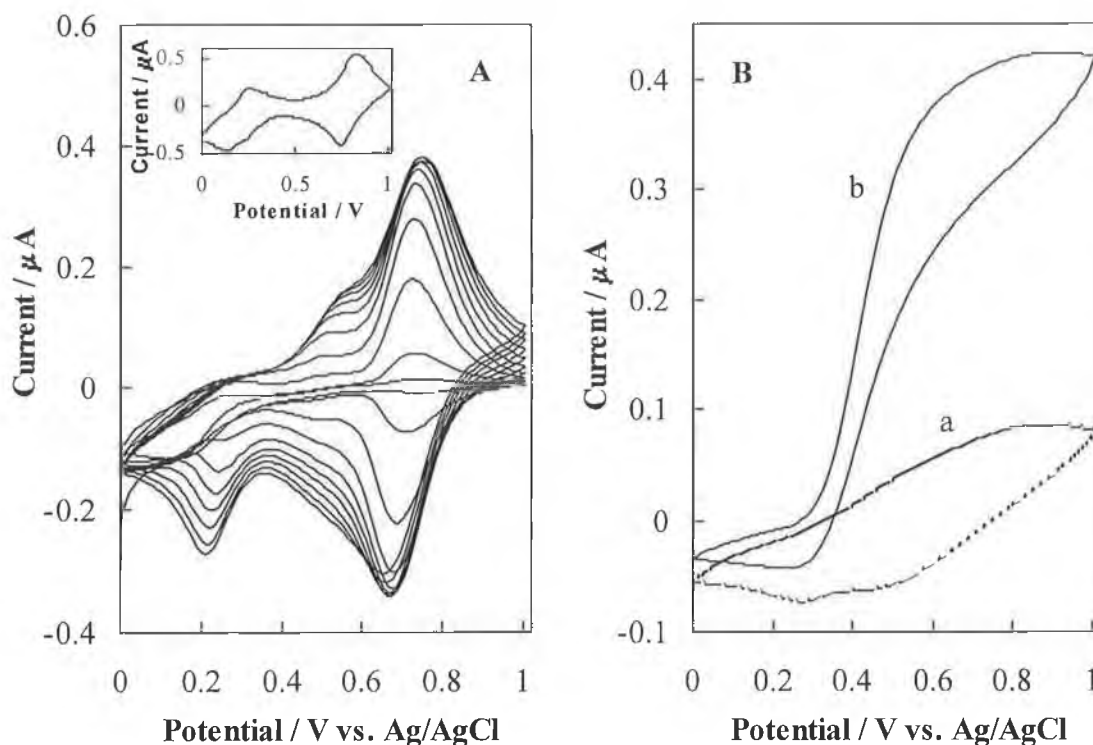 0.6
0.4
0.2
0
-0.2
-0.4
Current / μA
0 0.2 0.4 0.6 0.8 1
Potential / V vs. Ag/AgCl
A
0.5
0
-0.5
Current / μA
0 0.5 1
Potential / V
B
0.4
0.3
0.2
0.1
0
-0.1
Current / μA
b
a
0 0.2 0.4 0.6 0.8 1
Potential / V vs. Ag/AgCl